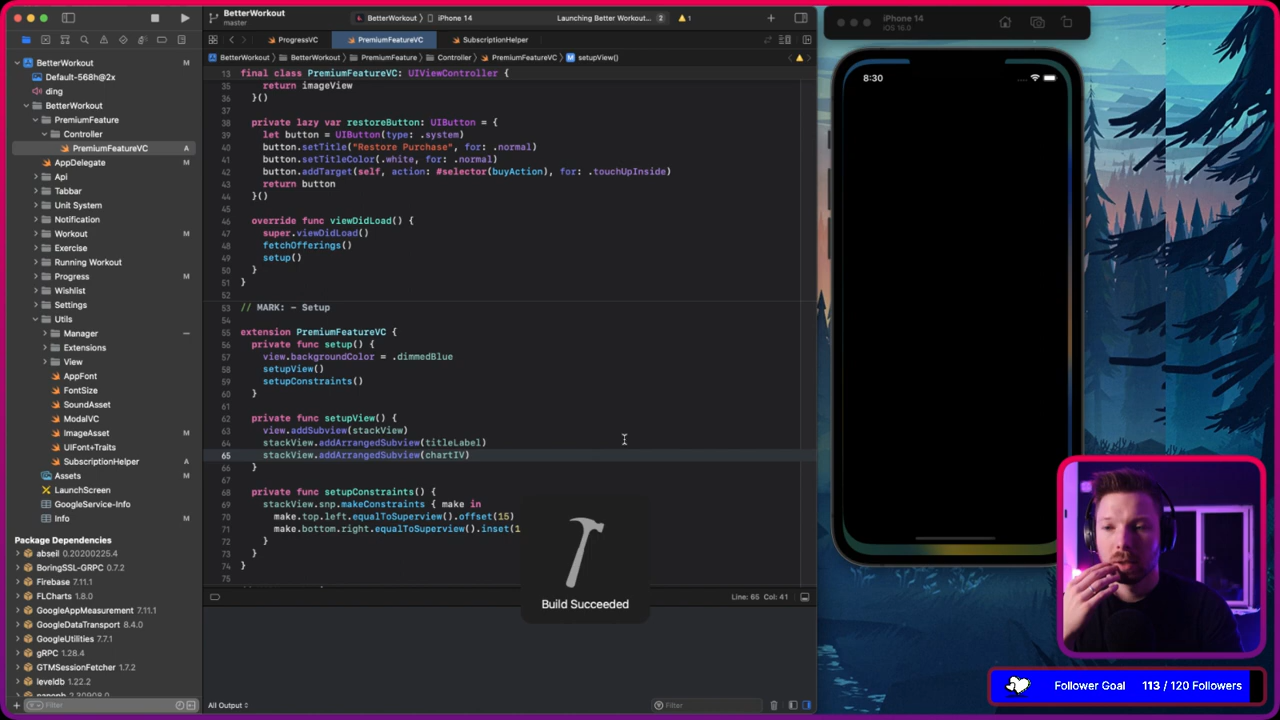 BetterWorkout
master
BetterWorkout
iPhone 14
Launching Better Workout...
2
1
ProgressVC
PremiumFeatureVC
SubscriptionHelper
BetterWorkout
BetterWorkout
PremiumFeature
Controller
PremiumFeatureVC
M
setupView()
BetterWorkout M
Default-568h@2x
ding
BetterWorkout
PremiumFeature
Controller
PremiumFeatureVC A
AppDelegate M
Api
Tabbar
Unit System
Notification
Workout M
Exercise
Running Workout
Progress M
Wishlist
Settings
Utils
Manager
Extensions
View
AppFont
FontSize
SoundAsset
ModalVC
ImageAsset M
UIFont+Traits
SubscriptionHelper A
Assets M
LaunchScreen
GoogleService-Info
Info M
Package Dependencies
abseil 0.20200225.4
BoringSSL-GRPC 0.7.2
Firebase 7.11.1
FLCharts 1.8.0
GoogleAppMeasurement 7.11.1
GoogleDataTransport 8.4.0
GoogleUtilities 7.7.1
gRPC 1.28.4
GTMSessionFetcher 1.7.2
leveldb 1.22.2
Filter
13 final class PremiumFeatureVC: UIViewController {
35 return imageView
36 }()
37
38 private lazy var restoreButton: UIButton = {
39 let button = UIButton(type: .system)
40 button.setTitle("Restore Purchase", for: .normal)
41 button.setTitleColor(.white, for: .normal)
42 button.addTarget(self, action: #selector(buyAction), for: .touchUpInside)
43 return button
44 }()
45
46 override func viewDidLoad() {
47 super.viewDidLoad()
48 fetchOfferings()
49 setup()
50 }
51 }
52
53 // MARK: - Setup
54
55 extension PremiumFeatureVC {
56 private func setup() {
57 view.backgroundColor = .dimmedBlue
58 setupView()
59 setupConstraints()
60 }
61
62 private func setupView() {
63 view.addSubview(stackView)
64 stackView.addArrangedSubview(titleLabel)
65 stackView.addArrangedSubview(chartIV)
66 }
67
68 private func setupConstraints() {
69 stackView.snp.makeConstraints { make in
70 make.top.left.equalToSuperview().offset(15)
71 make.bottom.right.equalToSuperview().inset(1
72 }
73 }
74 }
75
Build Succeeded
Line: 65 Col: 41
All Output
Filter
iPhone 14
iOS 16.0
8:30
Follower Goal 113 / 120 Followers